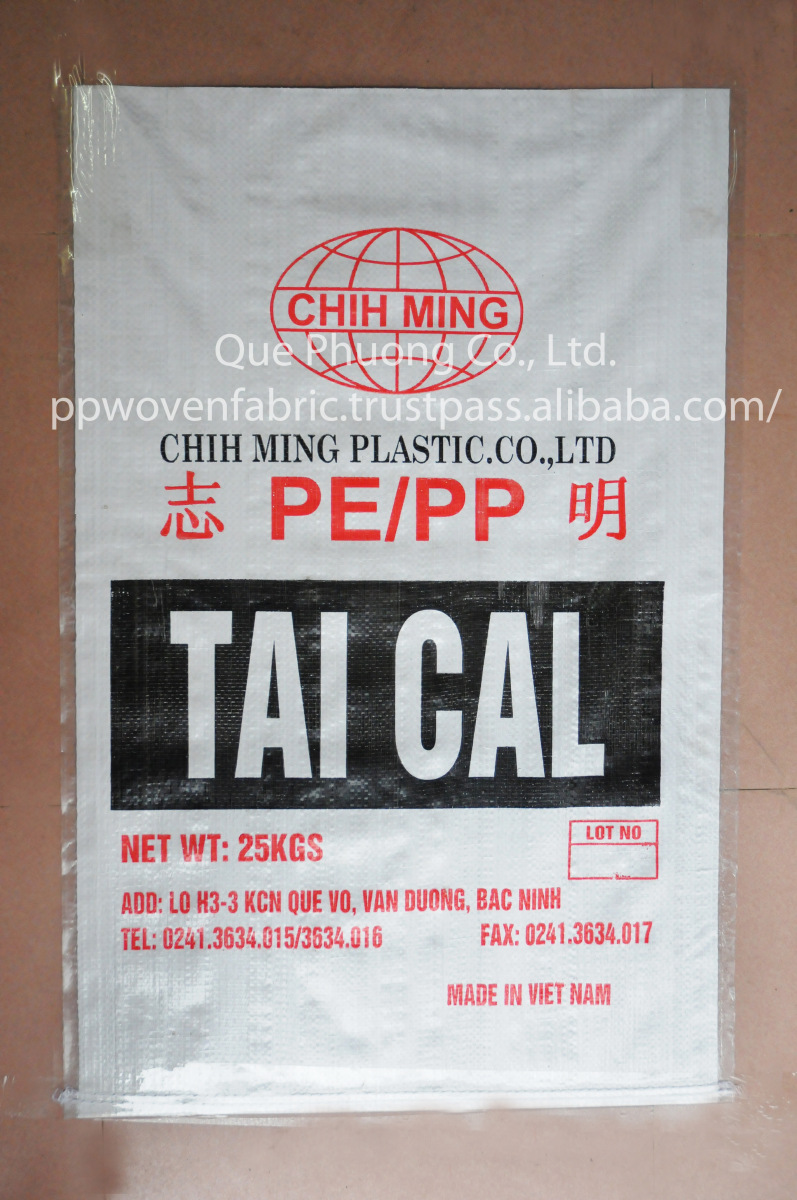 CHIH MING
Que Phuong Co., Ltd.
ppwovenfabric.trustpass.alibaba.com/
CHIH MING PLASTIC.CO.,LTD
志 PE/PP 明
TAI CAL
NET WT: 25KGS
LOT NO
ADD: LO H3-3 KCN QUE VO, VAN DUONG, BAC NINH
TEL: 0241.3634.015/3634.016 FAX: 0241.3634.017
MADE IN VIET NAM